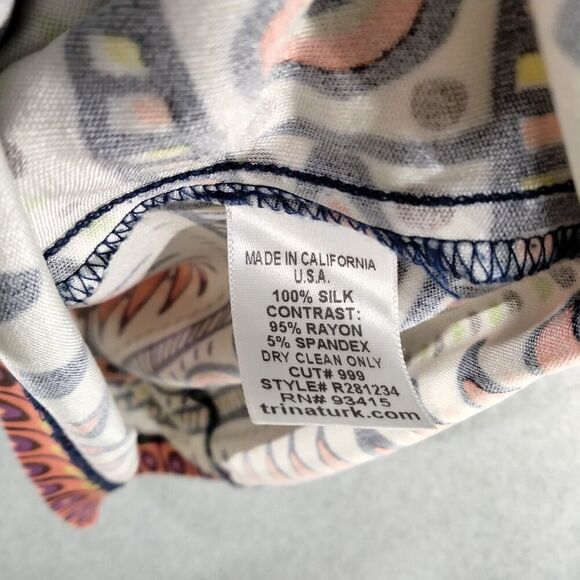 MADE IN CALIFORNIA
U.S.A.
100% SILK
CONTRAST:
95% RAYON
5% SPANDEX
DRY CLEAN ONLY
CUT# 999
STYLE# R281234
RN# 93415
trinaturk.com